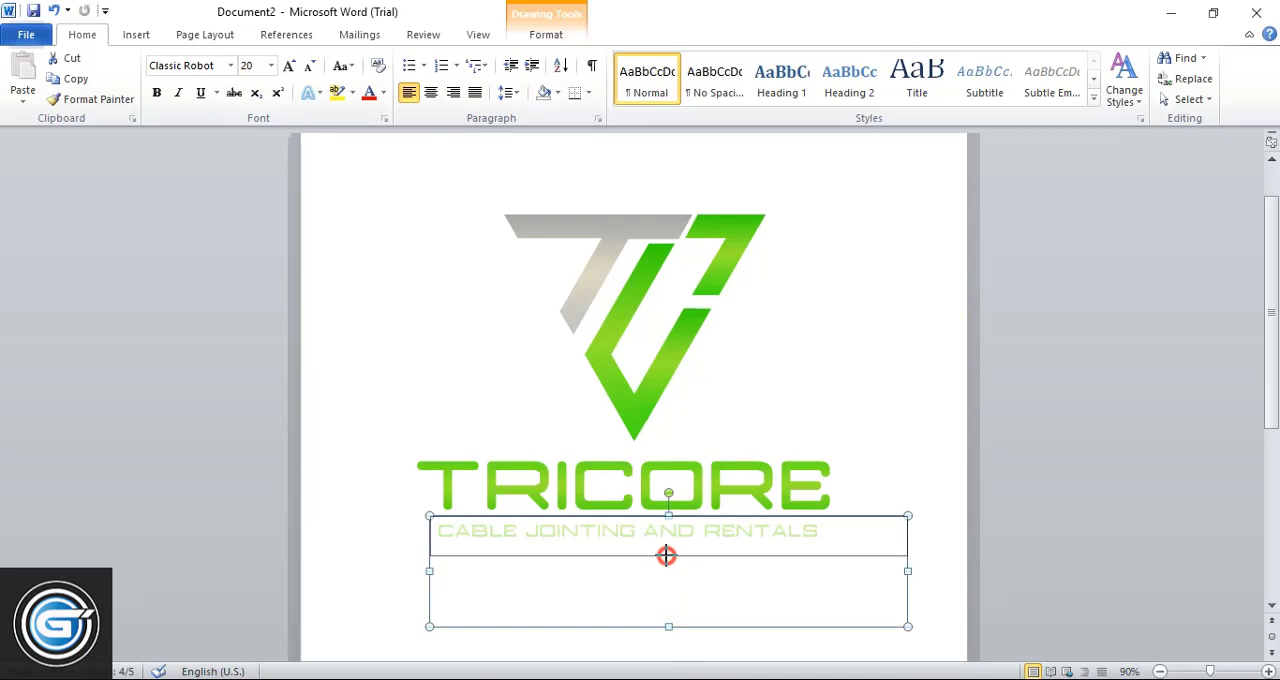 Document2 - Microsoft Word (Trial)
Drawing Tools
File Home Insert Page Layout References Mailings Review View Format
Paste
Cut
Copy
Format Painter
Clipboard
Classic Robot 20
Font
Paragraph
AaBbCcDc AaBbCcDc AaBbC AaBbCc AaB AaBbCc. AaBbCcDc
¶ Normal ¶ No Spaci... Heading 1 Heading 2 Title Subtitle Subtle Em...
Change Styles
Styles
Find
Replace
Select
Editing
TRICORE
CABLE JOINTING AND RENTALS
4/5 English (U.S.) 90%